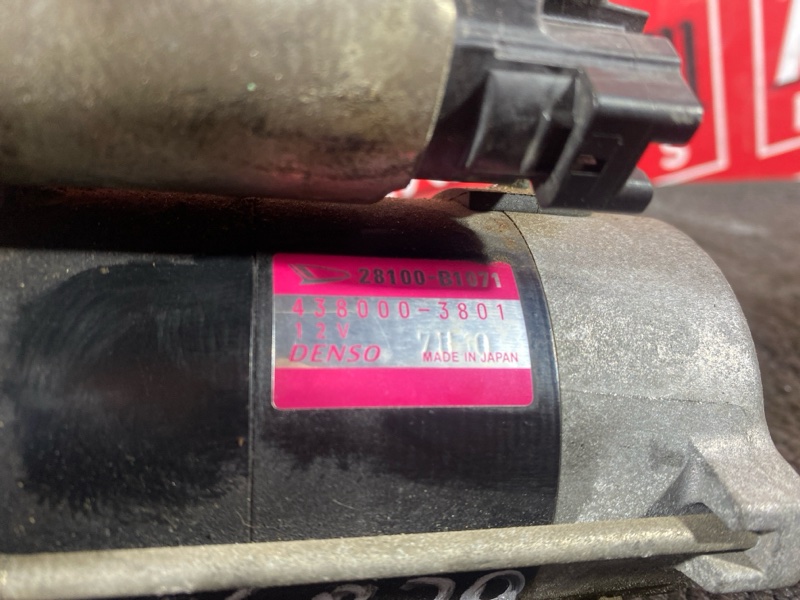 28100-B1071
438000-3801
12V
DENSO
MADE IN JAPAN